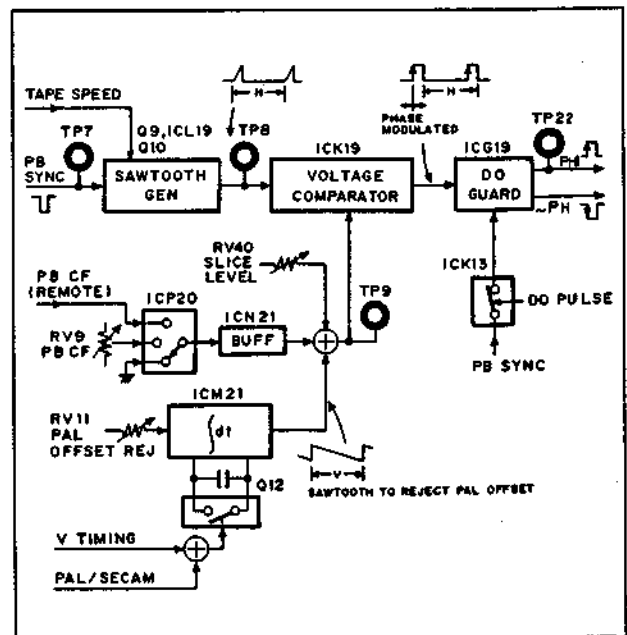 TAPE SPEED
Q9,ICL19
Q10
TP7
TP8
H
H
PHASE
MODULATED
ICK19
ICG19
TP22
PB
SYNC
SAWTOOTH
GEN
VOLTAGE
COMPARATOR
DO
GUARD
PH
~PH
RV40
SLICE
LEVEL
TP9
ICK13
DO PULSE
PB SYNC
PB CF
(REMOTE)
ICP20
ICN21
RV9
PB CF
BUFF
ICM21
RV11
PAL
OFFSET REJ
∫dt
V
SAWTOOTH TO REJECT PAL OFFSET
Q12
V TIMING
PAL/SECAM